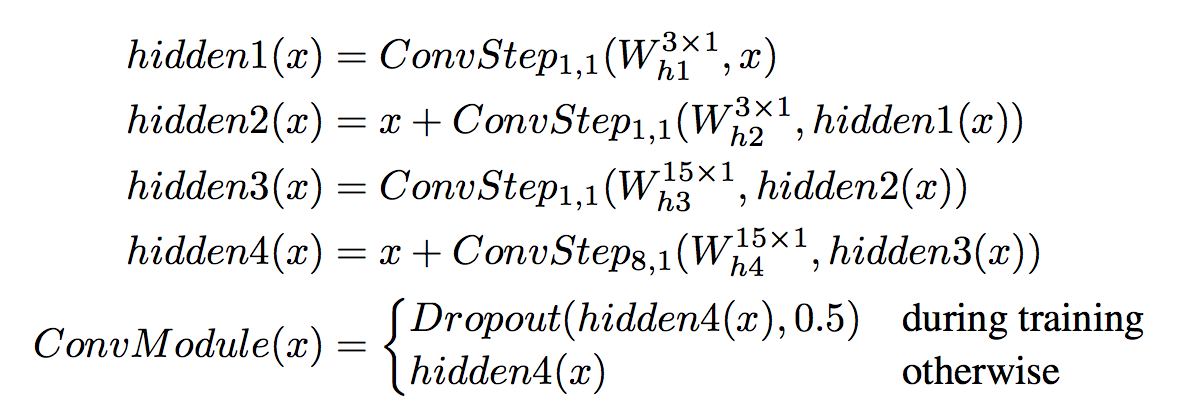 hidden1(x) = ConvStep_{1,1}(W_{h1}^{3×1}, x)
hidden2(x) = x + ConvStep_{1,1}(W_{h2}^{3×1}, hidden1(x))
hidden3(x) = ConvStep_{1,1}(W_{h3}^{15×1}, hidden2(x))
hidden4(x) = x + ConvStep_{8,1}(W_{h4}^{15×1}, hidden3(x))
ConvModule(x) = { Dropout(hidden4(x), 0.5) during training
hidden4(x) otherwise